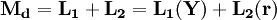 M_d = L_1 + L_2 = L_1(Y) + L_2(r)